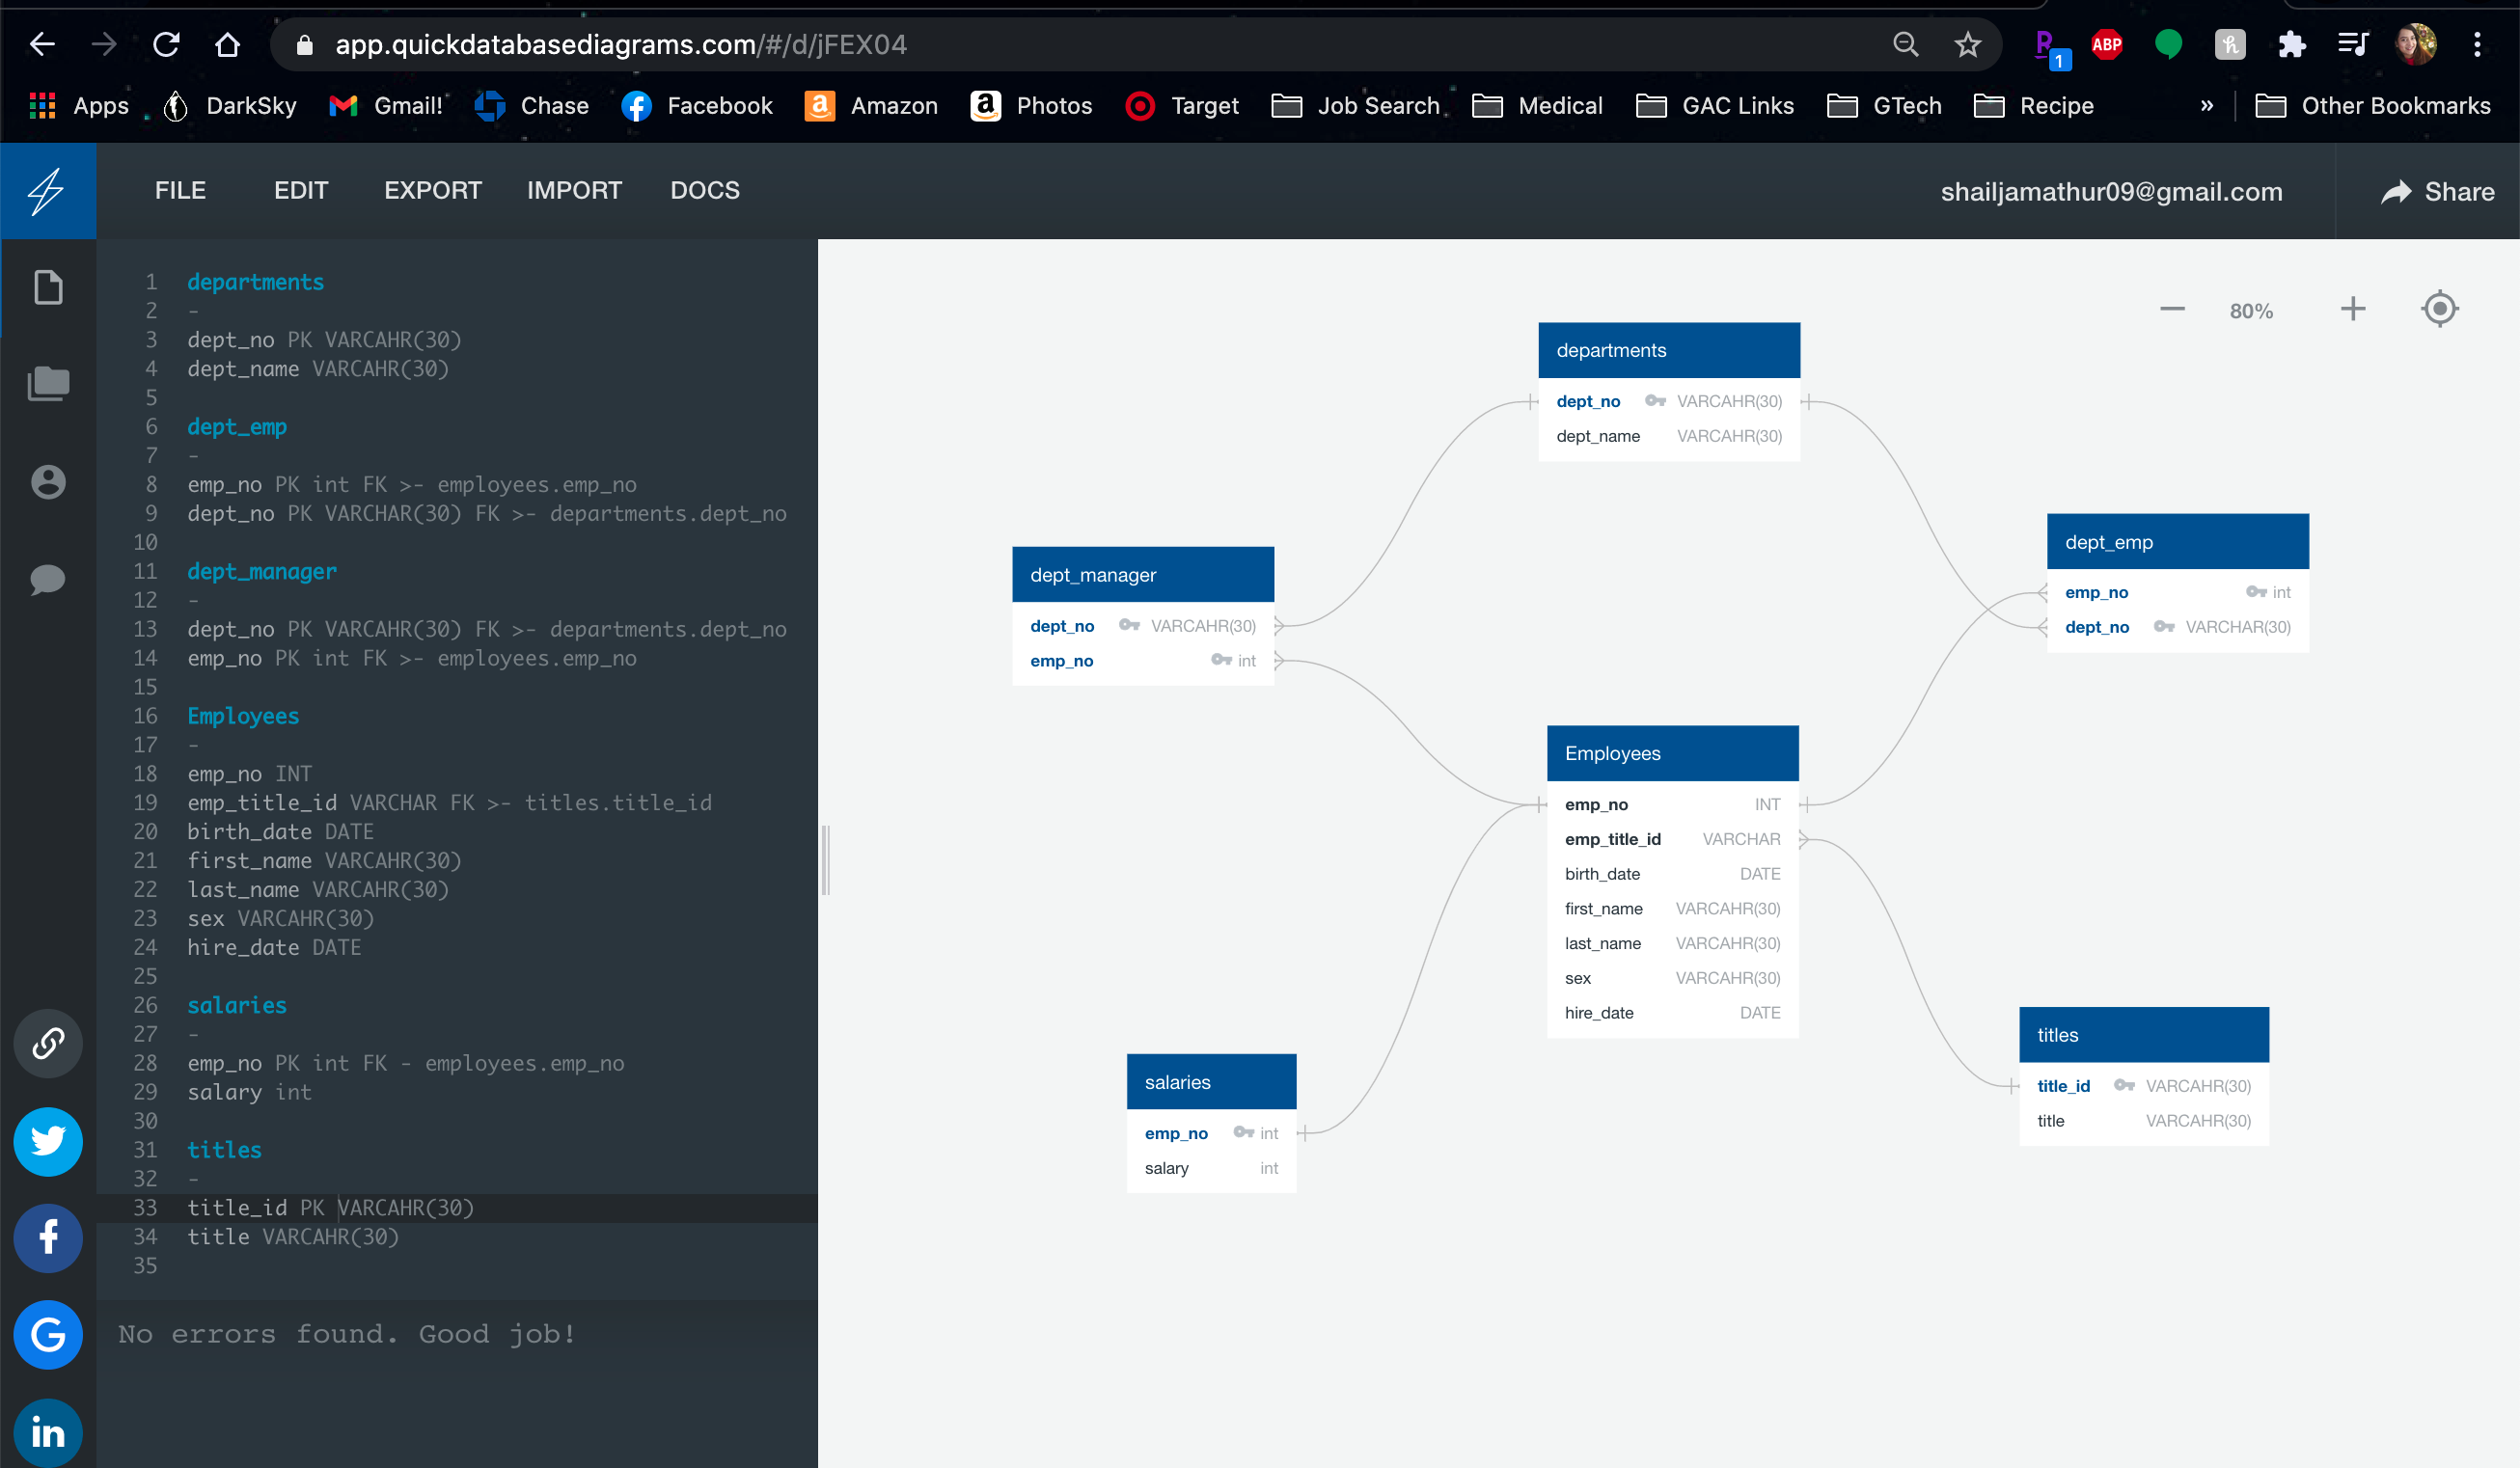 app.quickdatabasediagrams.com/#/d/jFEX04
1
ABP
Apps DarkSky Gmail! Chase Facebook Amazon Photos Target Job Search Medical GAC Links GTech Recipe » Other Bookmarks
FILE EDIT EXPORT IMPORT DOCS shailjamathur09@gmail.com Share
1 departments
2 -
3 dept_no PK VARCAHR(30)
4 dept_name VARCAHR(30)
5
6 dept_emp
7 -
8 emp_no PK int FK >- employees.emp_no
9 dept_no PK VARCHAR(30) FK >- departments.dept_no
10
11 dept_manager
12 -
13 dept_no PK VARCAHR(30) FK >- departments.dept_no
14 emp_no PK int FK >- employees.emp_no
15
16 Employees
17 -
18 emp_no INT
19 emp_title_id VARCHAR FK >- titles.title_id
20 birth_date DATE
21 first_name VARCAHR(30)
22 last_name VARCAHR(30)
23 sex VARCAHR(30)
24 hire_date DATE
25
26 salaries
27 -
28 emp_no PK int FK - employees.emp_no
29 salary int
30
31 titles
32 -
33 title_id PK VARCAHR(30)
34 title VARCAHR(30)
35
No errors found. Good job!
80%
departments
dept_no VARCAHR(30)
dept_name VARCAHR(30)
dept_manager
dept_no VARCAHR(30)
emp_no int
dept_emp
emp_no int
dept_no VARCHAR(30)
Employees
emp_no INT
emp_title_id VARCHAR
birth_date DATE
first_name VARCAHR(30)
last_name VARCAHR(30)
sex VARCAHR(30)
hire_date DATE
salaries
emp_no int
salary int
titles
title_id VARCAHR(30)
title VARCAHR(30)